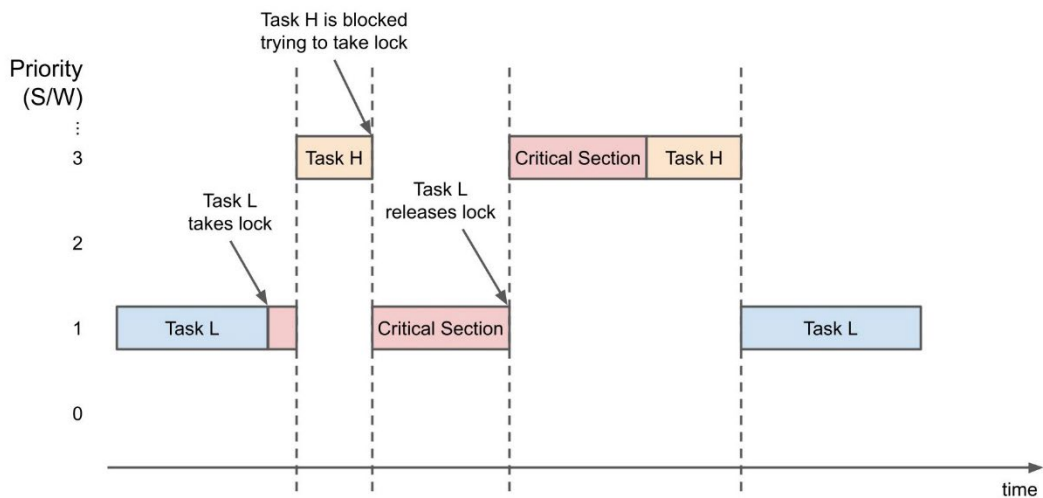 Task H is blocked
trying to take lock
Priority
(S/W)
...
3
Task H
Critical Section
Task H
Task L
takes lock
Task L
releases lock
2
1
Task L
Critical Section
Task L
0
time